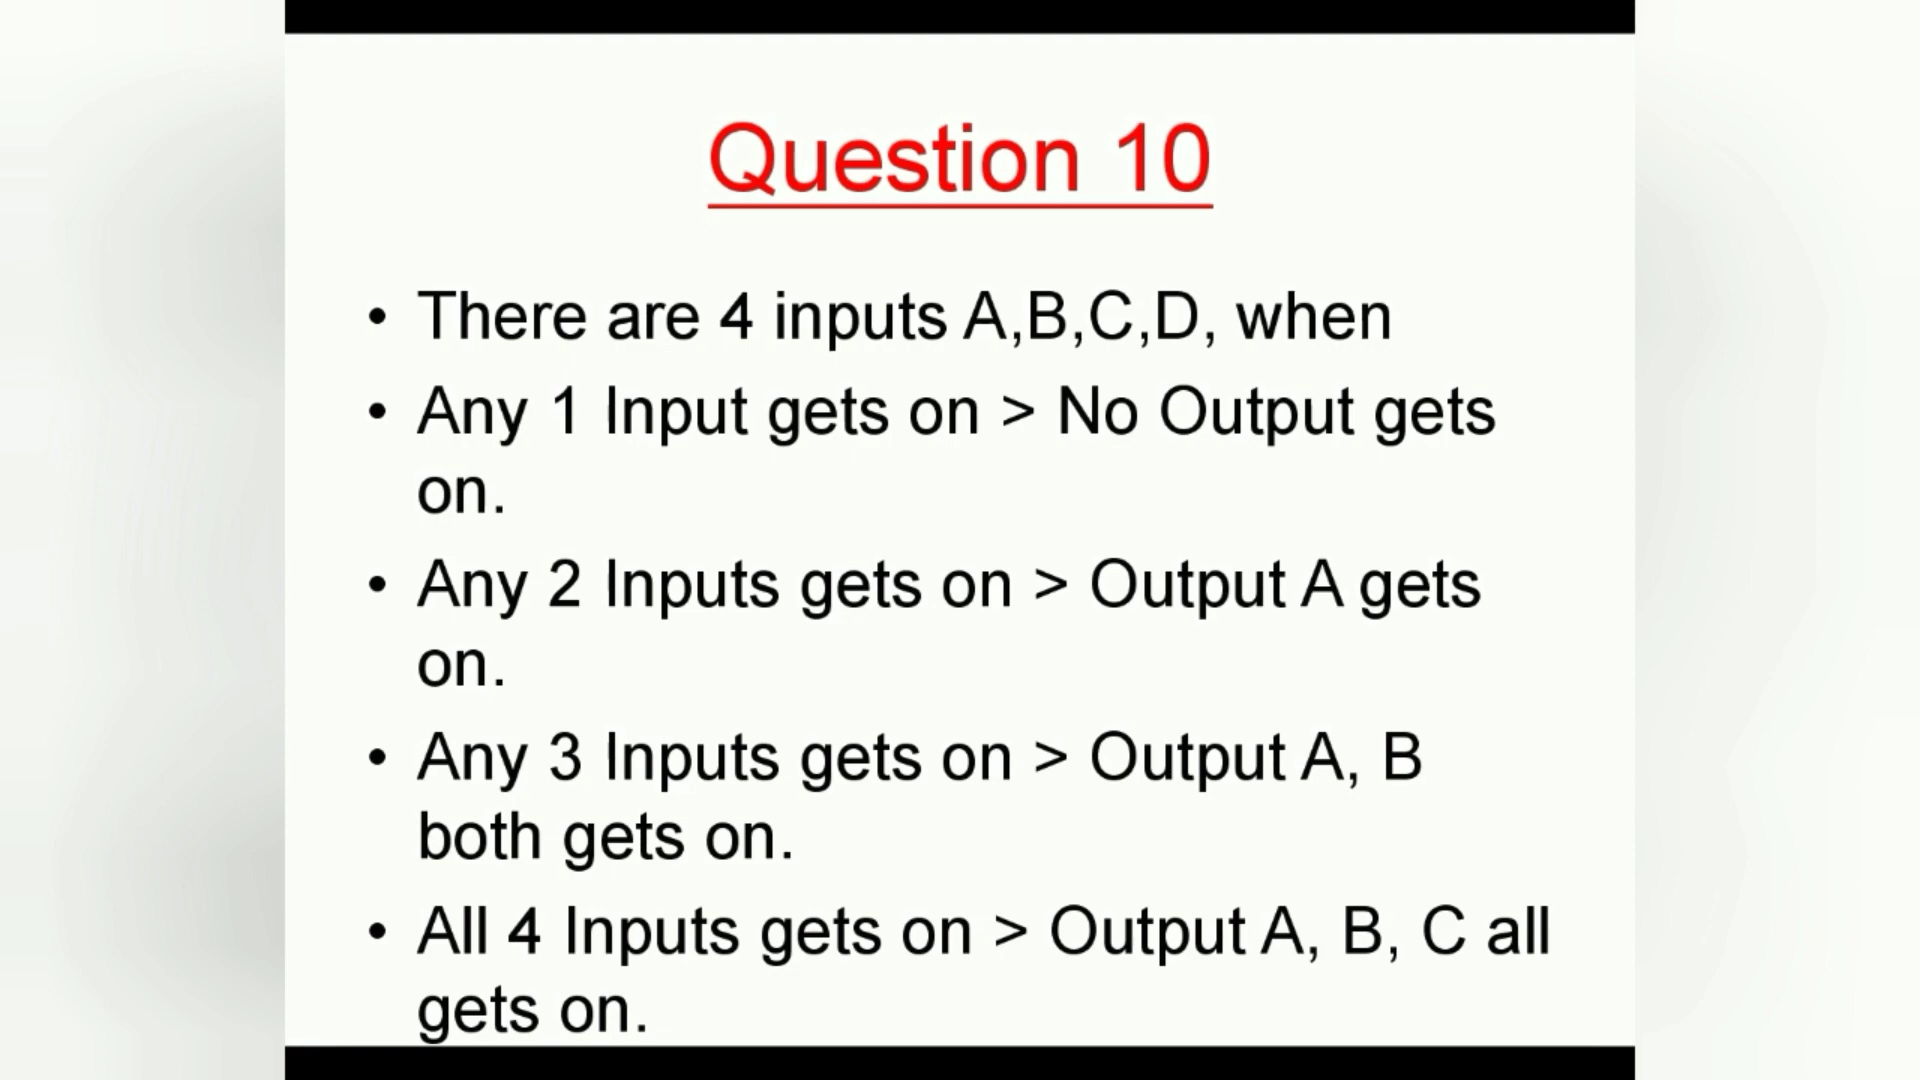 Question 10
• There are 4 inputs A,B,C,D, when
• Any 1 Input gets on > No Output gets
on.
• Any 2 Inputs gets on > Output A gets
on.
• Any 3 Inputs gets on > Output A, B
both gets on.
• All 4 Inputs gets on > Output A, B, C all
gets on.